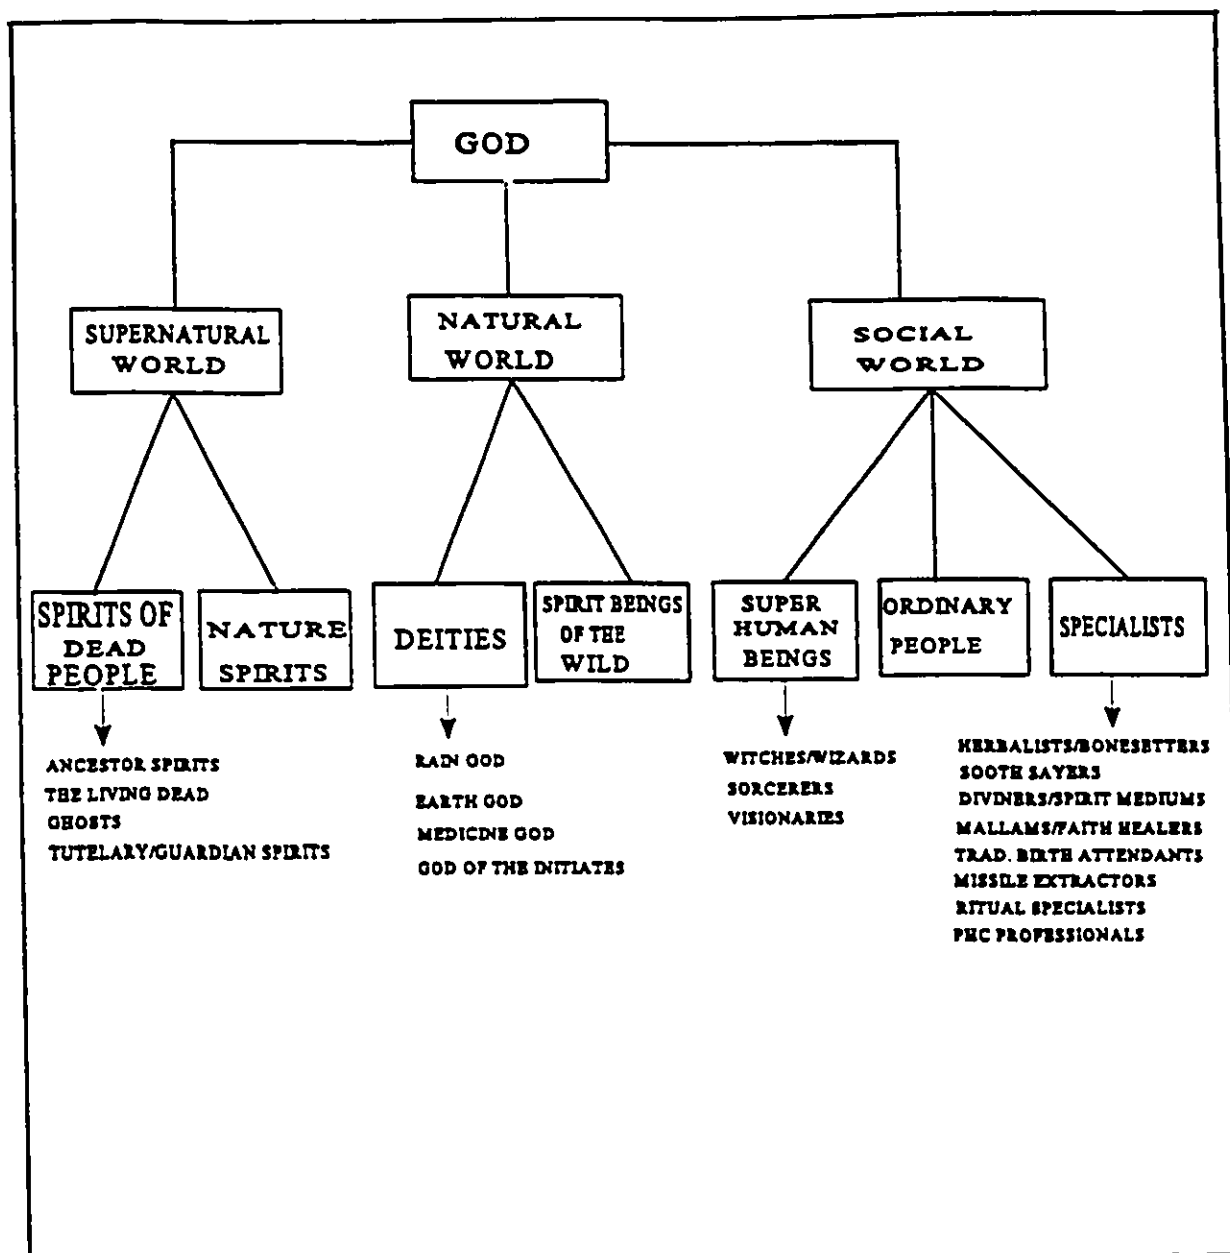 GOD
SUPERNATURAL
WORLD
NATURAL
WORLD
SOCIAL
WORLD
SPIRITS OF
DEAD
PEOPLE
NATURE
SPIRITS
DEITIES
SPIRIT BEINGS
OF THE
WILD
SUPER
HUMAN
BEINGS
ORDINARY
PEOPLE
SPECIALISTS
ANCESTOR SPIRITS
THE LIVING DEAD
GHOSTS
TUTELARY/GUARDIAN SPIRITS
RAIN GOD
EARTH GOD
MEDICINE GOD
GOD OF THE INITIATES
WITCHES/WIZARDS
SORCERERS
VISIONARIES
HERBALISTS/BONESETTERS
SOOTH SAYERS
DIVINERS/SPIRIT MEDIUMS
MALLAMS/FAITH HEALERS
TRAD. BIRTH ATTENDANTS
MISSILE EXTRACTORS
RITUAL SPECIALISTS
PHC PROFESSIONALS